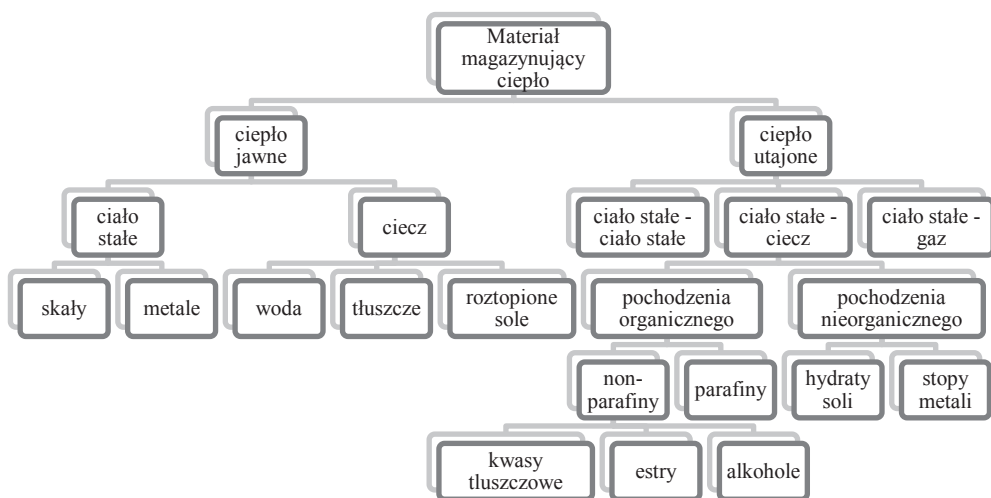 Materiał
magazynujący
ciepło
ciepło
jawne
ciepło
utajone
ciało
stałe
ciecz
ciało stałe -
ciało stałe
ciało stałe -
ciecz
ciało stałe -
gaz
skały
metale
woda
tłuszcze
roztopione
sole
pochodzenia
organicznego
pochodzenia
nieorganicznego
non-
parafiny
parafiny
hydraty
soli
stopy
metali
kwasy
tluszczowe
estry
alkohole